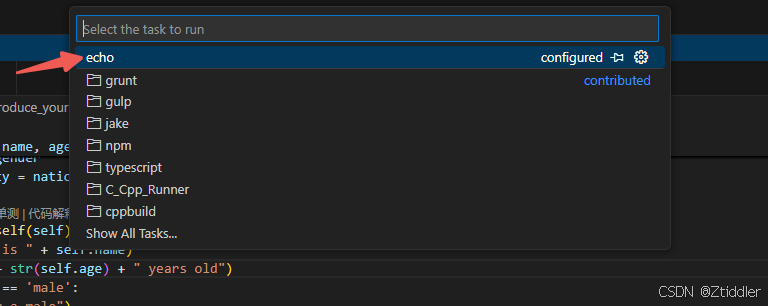 Select the task to run
echo configured
grunt contributed
gulp
jake
npm
typescript
C_Cpp_Runner
cppbuild
Show All Tasks...
roduce_your
name, age
gender
ty = natio
单测 | 代码解释
self(self)
is " + self.name)
+ str(self.age) + " years old")
== 'male':
a male")
CSDN @Ztiddler